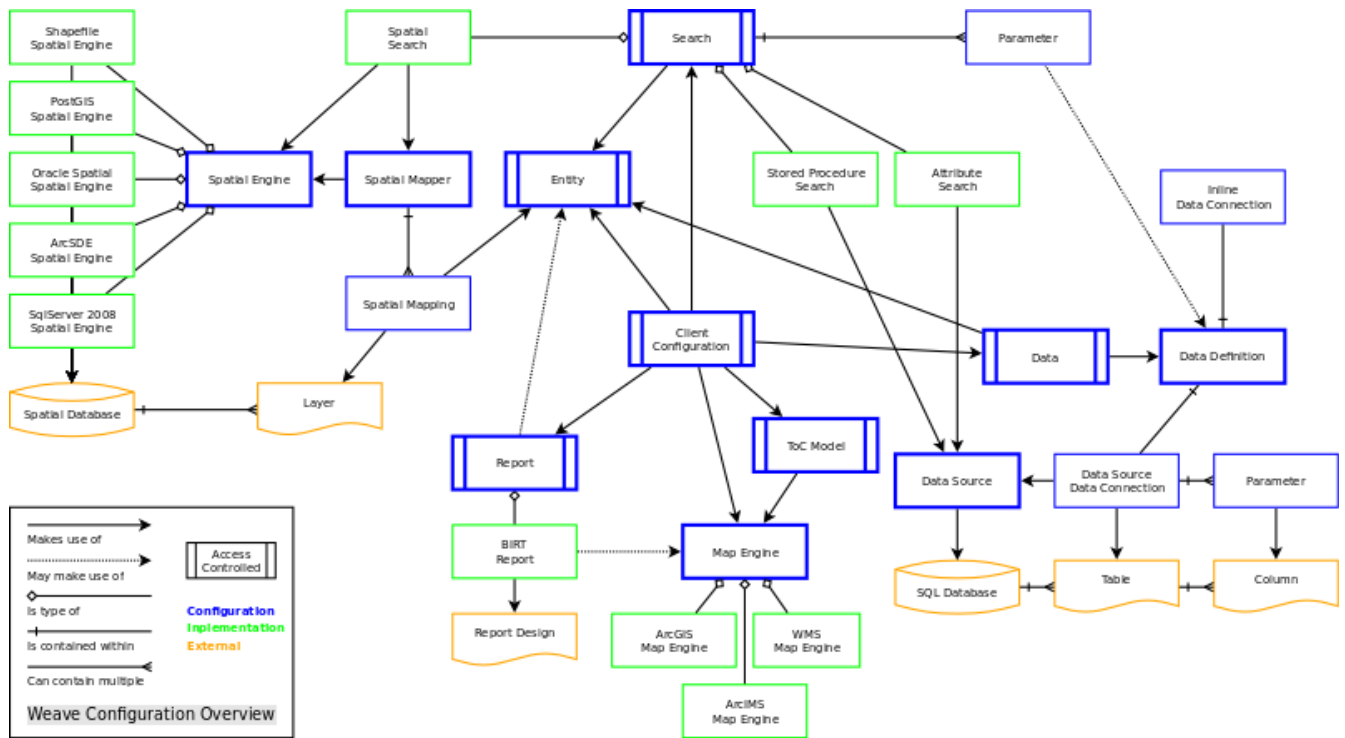 Shapefile
Spatial Engine
Spatial
Search
Search
Parameter
PostGIS
Spatial Engine
Oracle Spatial
Spatial Engine
Spatial Engine
Spatial Mapper
Entity
Stored Procedure
Search
Attribute
Search
Inline
Data Connection
ArcSDE
Spatial Engine
SqlServer 2008
Spatial Engine
Spatial Mapping
Client
Configuration
Data
Data Definition
Spatial Database
Layer
Report
ToC Model
Data Source
Data Source
Data Connection
Parameter
BIRT
Report
Map Engine
SQL Database
Table
Column
Report Design
ArcGIS
Map Engine
WMS
Map Engine
ArcIMS
Map Engine
Makes use of
May make use of
Is type of
Is contained within
Can contain multiple
Access
Controlled
Configuration
Inplementation
External
Weave Configuration Overview